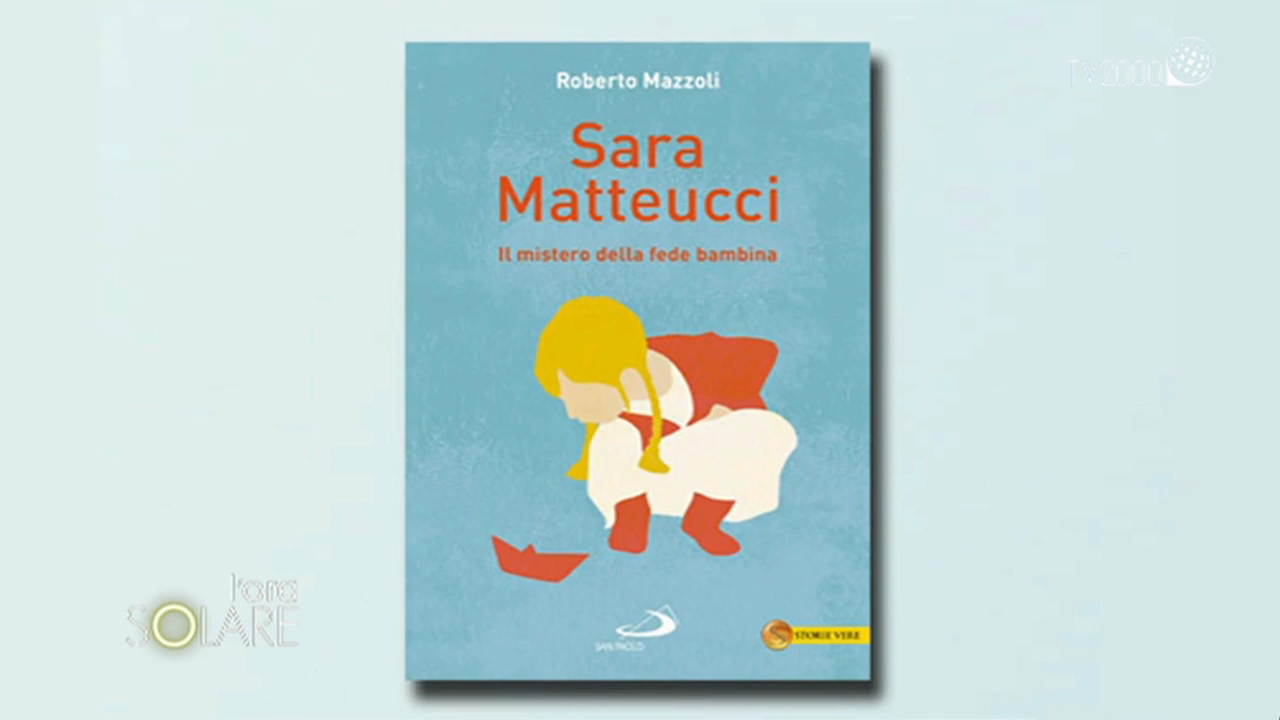 Roberto Mazzoli
TV2000
Sara
Matteucci
Il mistero della fede bambina
l'ora
SOLARE
SAN PAOLO
STORIE VERE